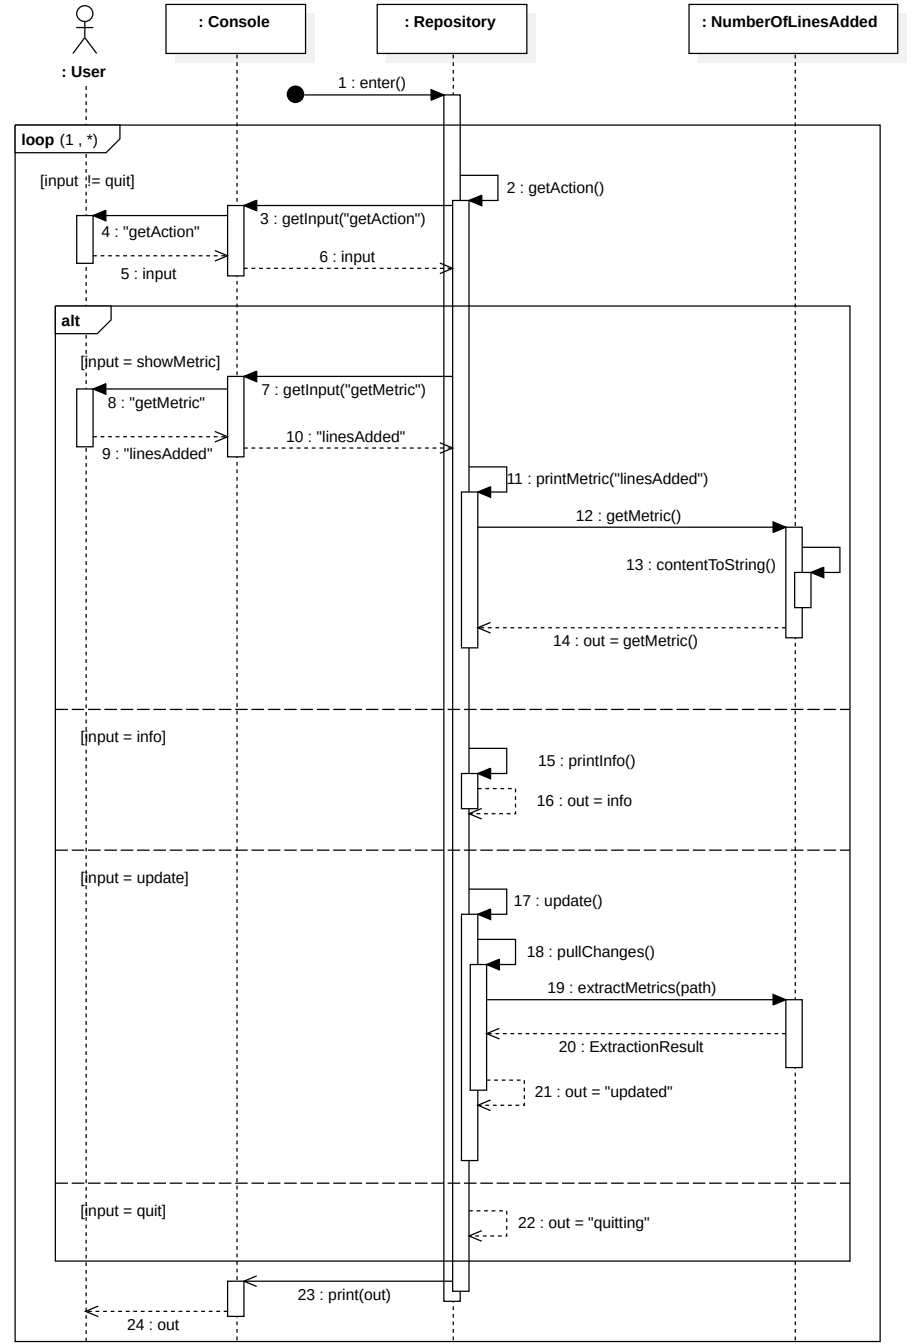 : Console
: Repository
: NumberOfLinesAdded
: User
1 : enter()
loop (1 , *)
[input != quit]
2 : getAction()
3 : getInput("getAction")
4 : "getAction"
6 : input
5 : input
alt
[input = showMetric]
7 : getInput("getMetric")
8 : "getMetric"
10 : "linesAdded"
9 : "linesAdded"
11 : printMetric("linesAdded")
12 : getMetric()
13 : contentToString()
14 : out = getMetric()
[input = info]
15 : printInfo()
16 : out = info
[input = update]
17 : update()
18 : pullChanges()
19 : extractMetrics(path)
20 : ExtractionResult
21 : out = "updated"
[input = quit]
22 : out = "quitting"
23 : print(out)
24 : out